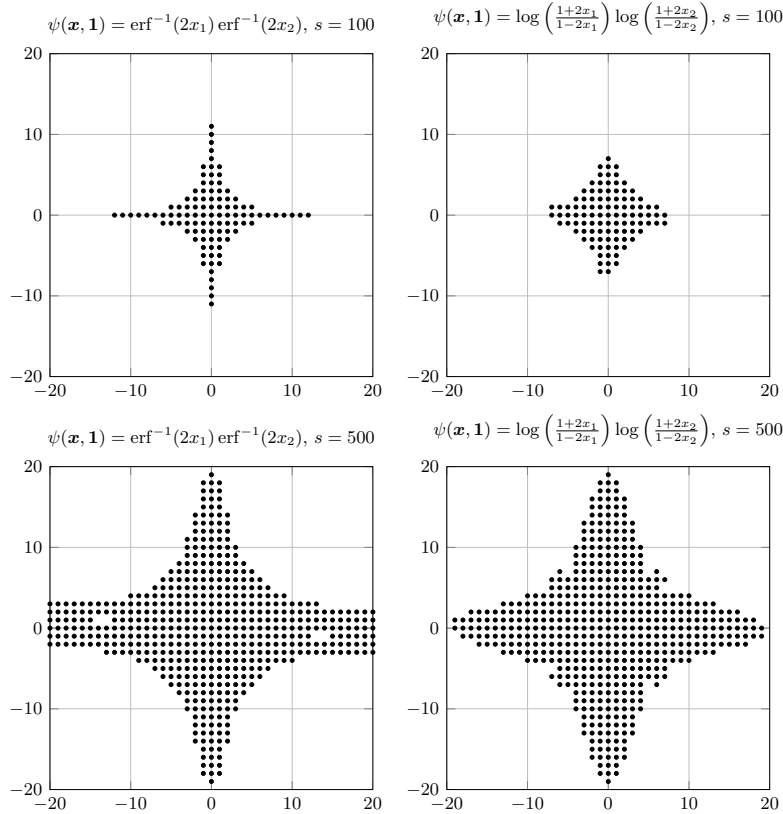 ψ(𝒙, 𝟏) = erf⁻¹(2x₁) erf⁻¹(2x₂), s = 100
20
10
0
−10
−20
−20 −10 0 10 20
ψ(𝒙, 𝟏) = log((1+2x₁)/(1−2x₁)) log((1+2x₂)/(1−2x₂)), s = 100
20
10
0
−10
−20
−20 −10 0 10 20
ψ(𝒙, 𝟏) = erf⁻¹(2x₁) erf⁻¹(2x₂), s = 500
20
10
0
−10
−20
−20 −10 0 10 20
ψ(𝒙, 𝟏) = log((1+2x₁)/(1−2x₁)) log((1+2x₂)/(1−2x₂)), s = 500
20
10
0
−10
−20
−20 −10 0 10 20